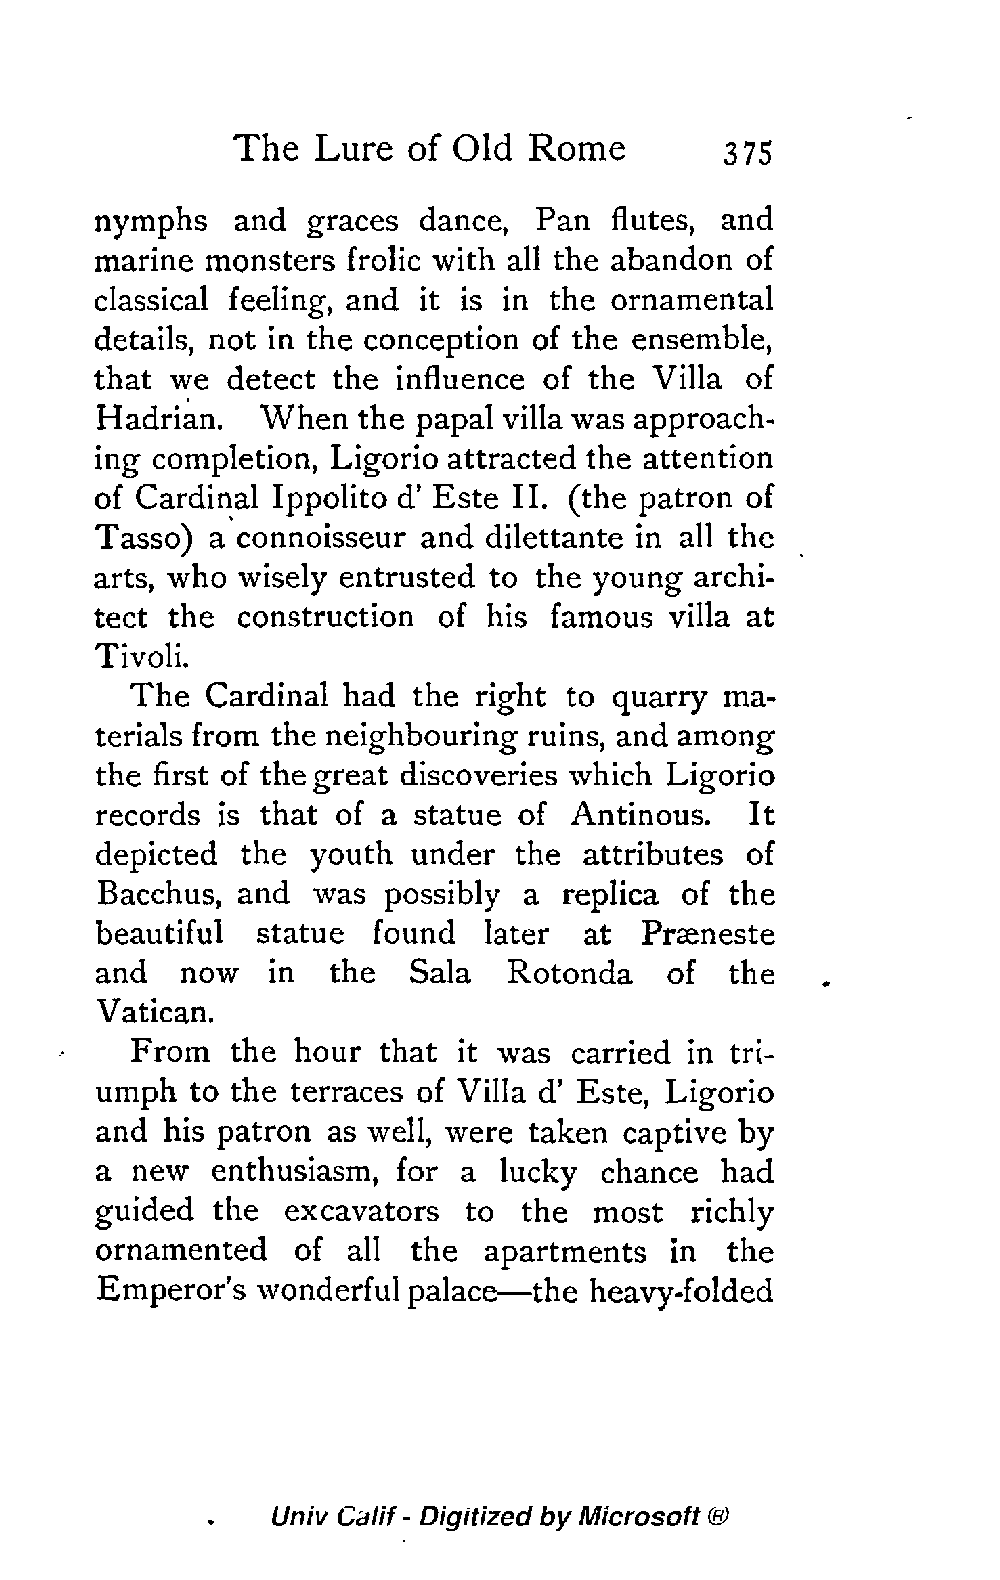 The Lure of Old Rome 375
nymphs and graces dance, Pan flutes, and
marine monsters frolic with all the abandon of
classical feeling, and it is in the ornamental
details, not in the conception of the ensemble,
that we detect the influence of the Villa of
Hadrian. When the papal villa was approach-
ing completion, Ligorio attracted the attention
of Cardinal Ippolito d' Este II. (the patron of
Tasso) a connoisseur and dilettante in all the
arts, who wisely entrusted to the young archi-
tect the construction of his famous villa at
Tivoli.
The Cardinal had the right to quarry ma-
terials from the neighbouring ruins, and among
the first of the great discoveries which Ligorio
records is that of a statue of Antinous. It
depicted the youth under the attributes of
Bacchus, and was possibly a replica of the
beautiful statue found later at Præneste
and now in the Sala Rotonda of the
Vatican.
From the hour that it was carried in tri-
umph to the terraces of Villa d' Este, Ligorio
and his patron as well, were taken captive by
a new enthusiasm, for a lucky chance had
guided the excavators to the most richly
ornamented of all the apartments in the
Emperor's wonderful palace—the heavy-folded
Univ Calif - Digitized by Microsoft ®